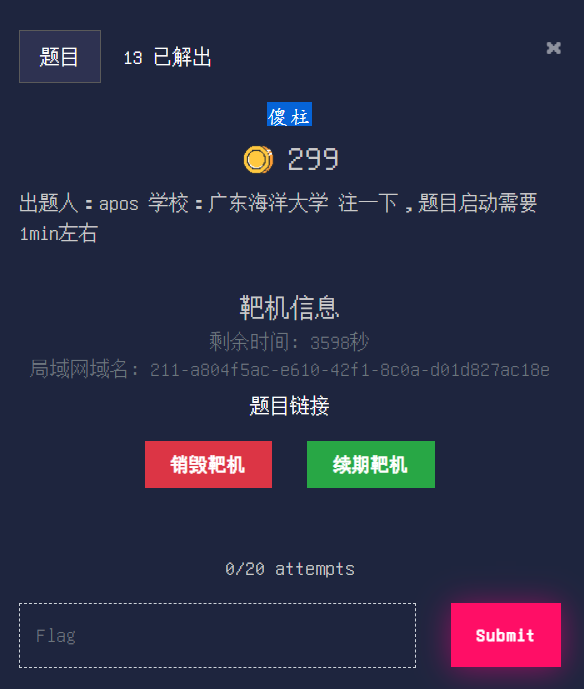 题目 13 已解出 ×
傻柱
299
出题人：apos 学校：广东海洋大学 注一下，题目启动需要
1min左右
靶机信息
剩余时间: 3598秒
局域网域名: 211-a804f5ac-e610-42f1-8c0a-d01d827ac18e
题目链接
销毁靶机 续期靶机
0/20 attempts
Flag Submit